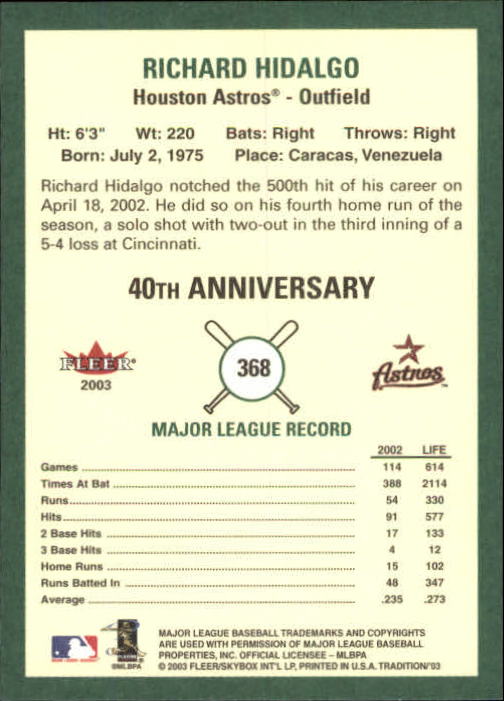 RICHARD HIDALGO
Houston Astros® - Outfield
Ht: 6'3" Wt: 220 Bats: Right Throws: Right
Born: July 2, 1975 Place: Caracas, Venezuela
Richard Hidalgo notched the 500th hit of his career on
April 18, 2002. He did so on his fourth home run of the
season, a solo shot with two-out in the third inning of a
5-4 loss at Cincinnati.
40TH ANNIVERSARY
FLEER®
2003
368
Astros™
MAJOR LEAGUE RECORD
2002 LIFE
Games 114 614
Times At Bat 388 2114
Runs 54 330
Hits 91 577
2 Base Hits 17 133
3 Base Hits 4 12
Home Runs 15 102
Runs Batted In 48 347
Average .235 .273
©MLBPA
MAJOR LEAGUE BASEBALL TRADEMARKS AND COPYRIGHTS
ARE USED WITH PERMISSION OF MAJOR LEAGUE BASEBALL
PROPERTIES, INC. OFFICIAL LICENSEE – MLBPA
© 2003 FLEER/SKYBOX INT'L LP, PRINTED IN U.S.A. TRADITION/'03